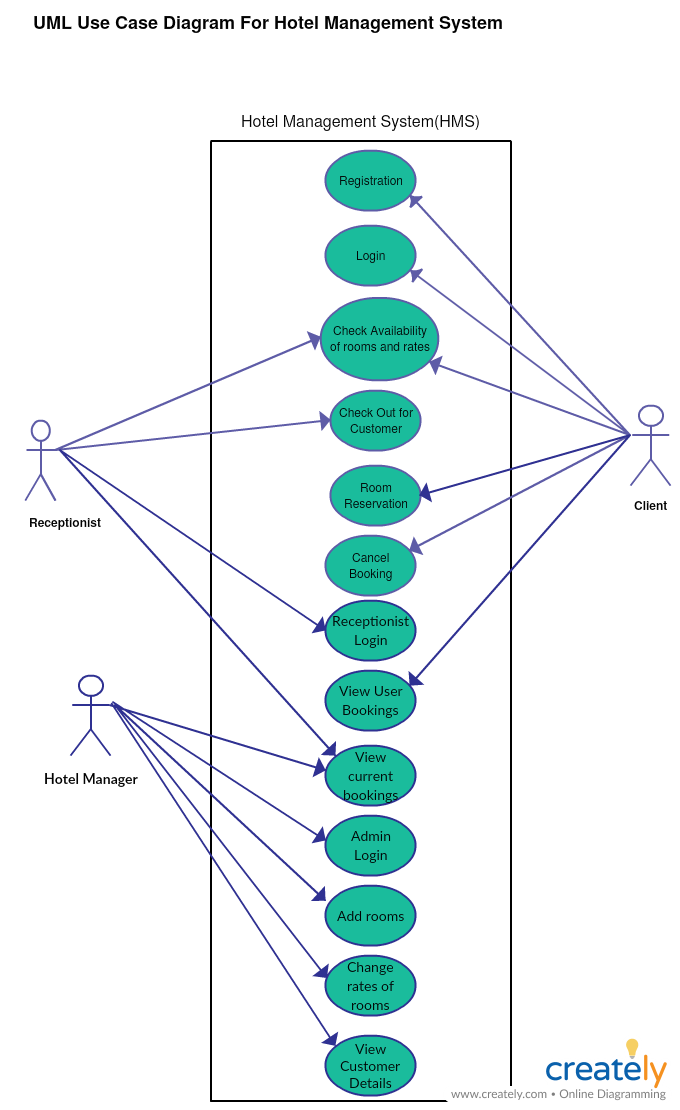 UML Use Case Diagram For Hotel Management System
Hotel Management System(HMS)
Registration
Login
Check Availability
of rooms and rates
Check Out for
Customer
Room
Reservation
Cancel
Booking
Receptionist
Login
View User
Bookings
View
current
bookings
Admin
Login
Add rooms
Change
rates of
rooms
View
Customer
Details
Receptionist
Client
Hotel Manager
creately
www.creately.com • Online Diagramming